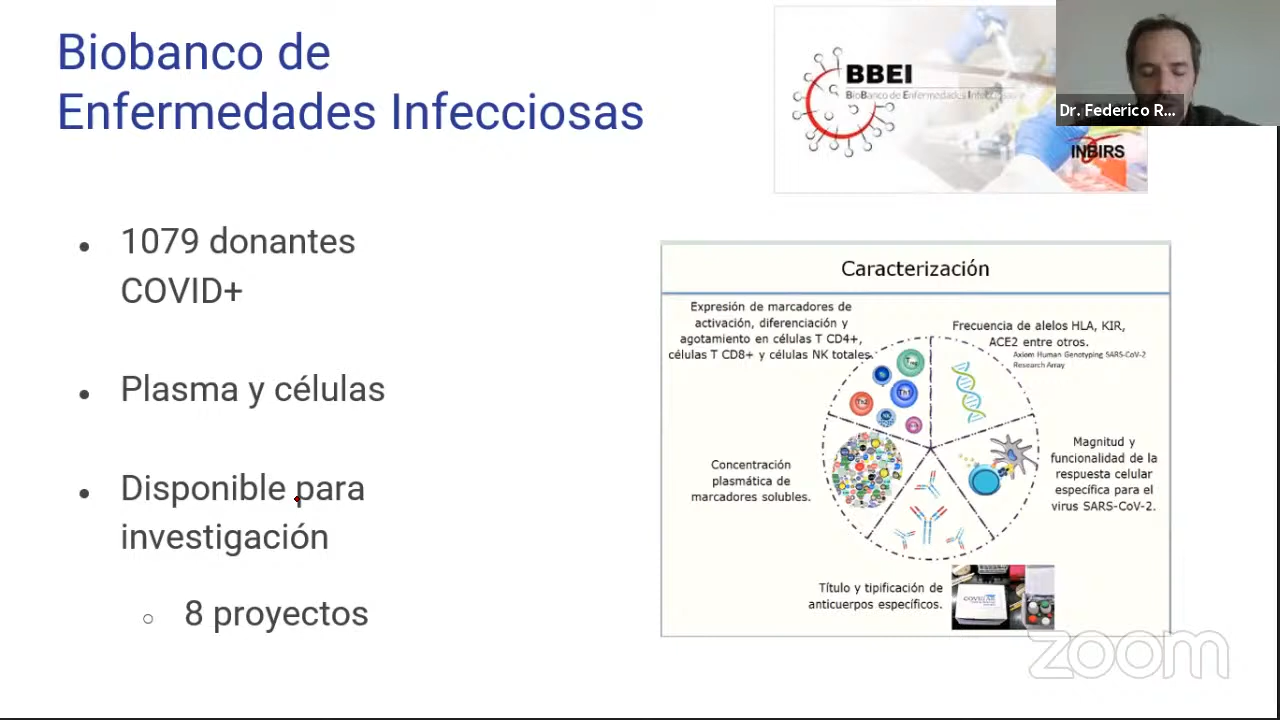 Biobanco de
Enfermedades Infecciosas
BBEI
BioBanco de Enfermedades Infecciosas
INBIRS
Dr. Federico R...
1079 donantes
COVID+
Plasma y células
Disponible para
investigación
8 proyectos
Caracterización
Expresión de marcadores de
activación, diferenciación y
agotamiento en células T CD4+,
células T CD8+ y células NK totales.
Frecuencia de alelos HLA, KIR,
ACE2 entre otros.
Axiom Human Genotyping SARS-CoV-2
Research Array
Th1
Th2
NK
Concentración
plasmática de
marcadores solubles.
Magnitud y
funcionalidad de la
respuesta celular
específica para el
virus SARS-CoV-2.
Título y tipificación de
anticuerpos específicos.
COVIDAR
zoom